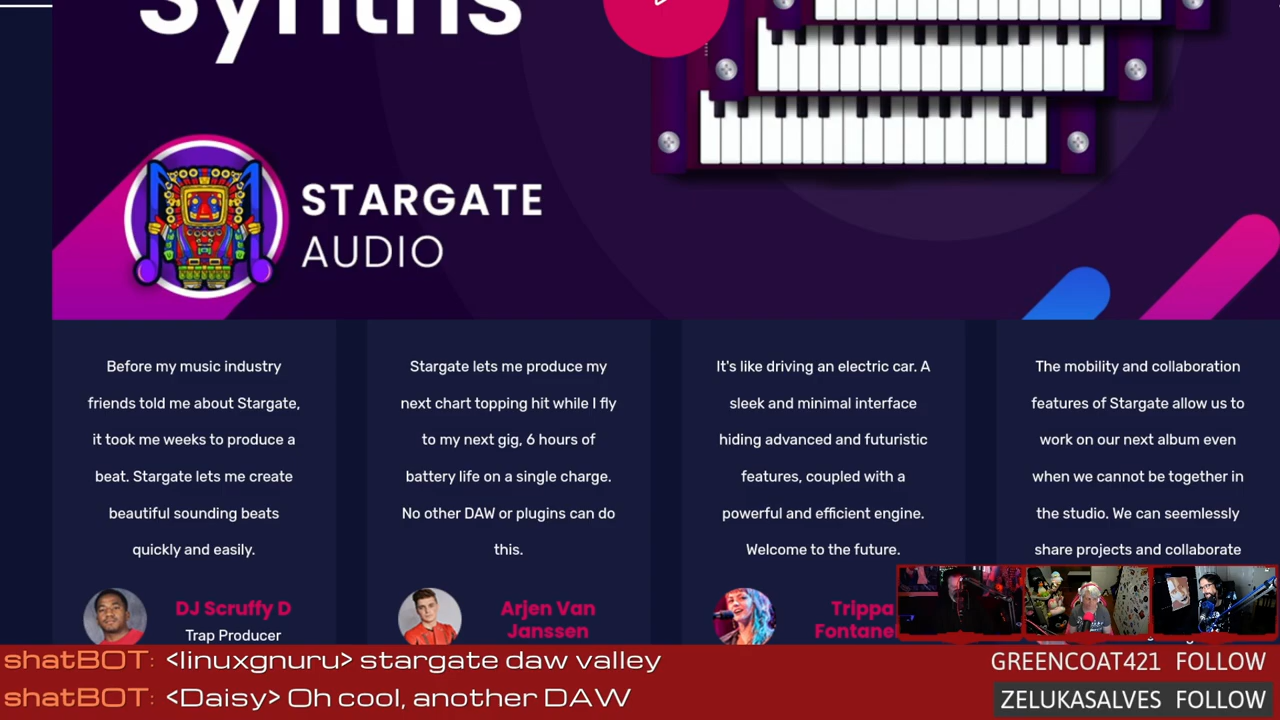 Synths
STARGATE
AUDIO
Before my music industry
friends told me about Stargate,
it took me weeks to produce a
beat. Stargate lets me create
beautiful sounding beats
quickly and easily.
DJ Scruffy D
Trap Producer
Stargate lets me produce my
next chart topping hit while I fly
to my next gig, 6 hours of
battery life on a single charge.
No other DAW or plugins can do
this.
Arjen Van
Janssen
It's like driving an electric car. A
sleek and minimal interface
hiding advanced and futuristic
features, coupled with a
powerful and efficient engine.
Welcome to the future.
Trippa
The mobility and collaboration
features of Stargate allow us to
work on our next album even
when we cannot be together in
the studio. We can seemlessly
share projects and collaborate
shatBOT: <linuxgnuru> stargate daw valley
shatBOT: <Daisy> Oh cool, another DAW
GREENCOAT421 FOLLOW
ZELUKASALVES FOLLOW